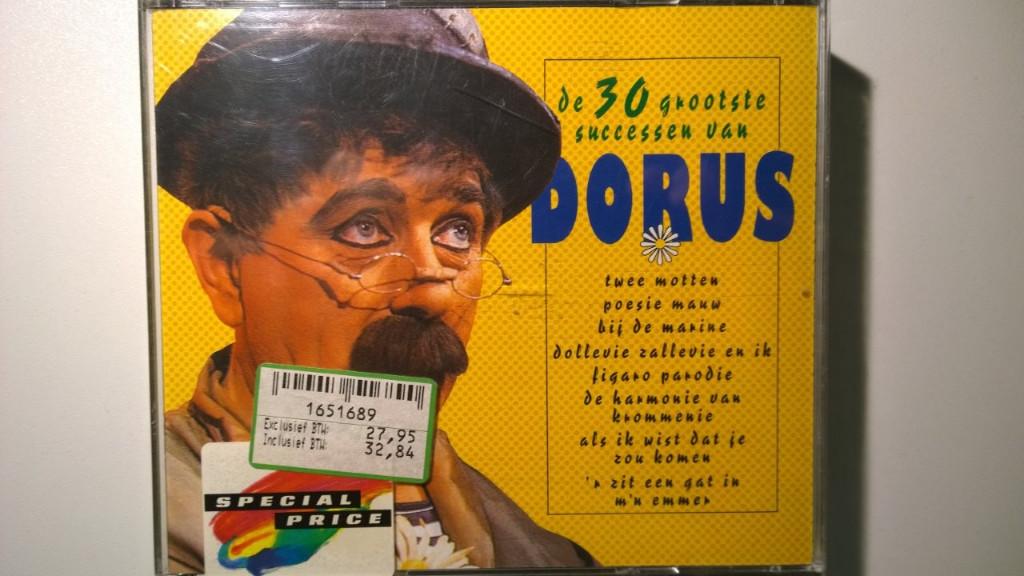 de 30 grootste
successen van
DORUS
twee motten
poesie mauw
bij de marine
dollevie zallevie en ik
figaro parodie
de harmonie van
krommenie
als ik wist dat je
zou komen
'r zit een gat in
m'n emmer
1651689
Exclusief BTW: 27,95
Inclusief BTW: 32,84
SPECIAL
PRICE